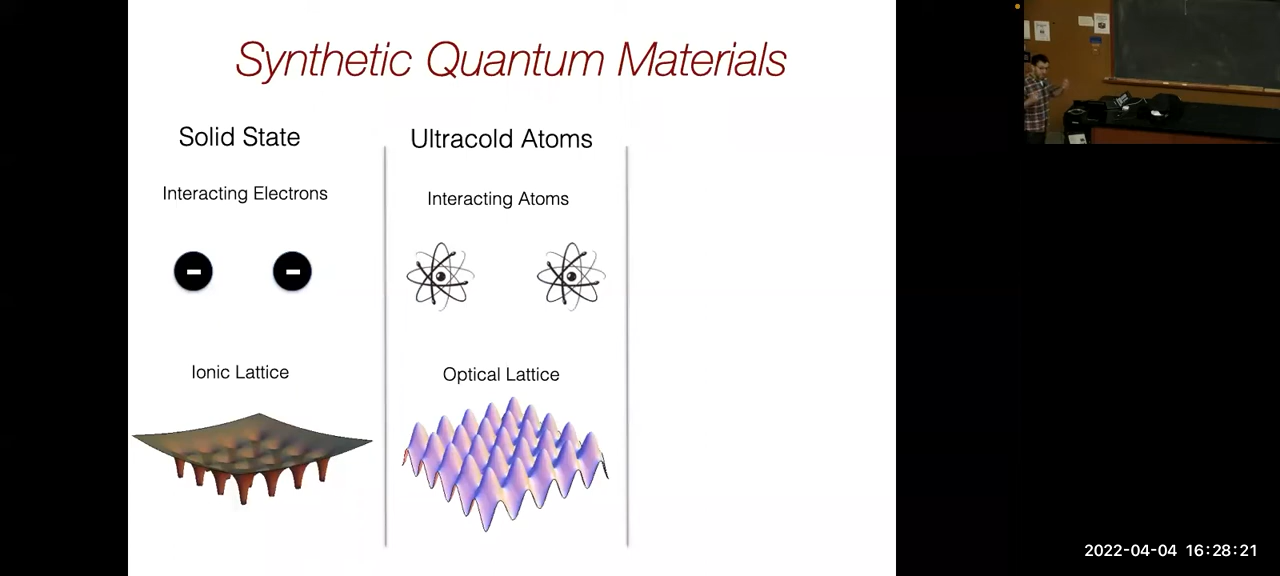 Synthetic Quantum Materials
Solid State
Interacting Electrons
Ionic Lattice
Ultracold Atoms
Interacting Atoms
Optical Lattice
2022-04-04 16:28:21